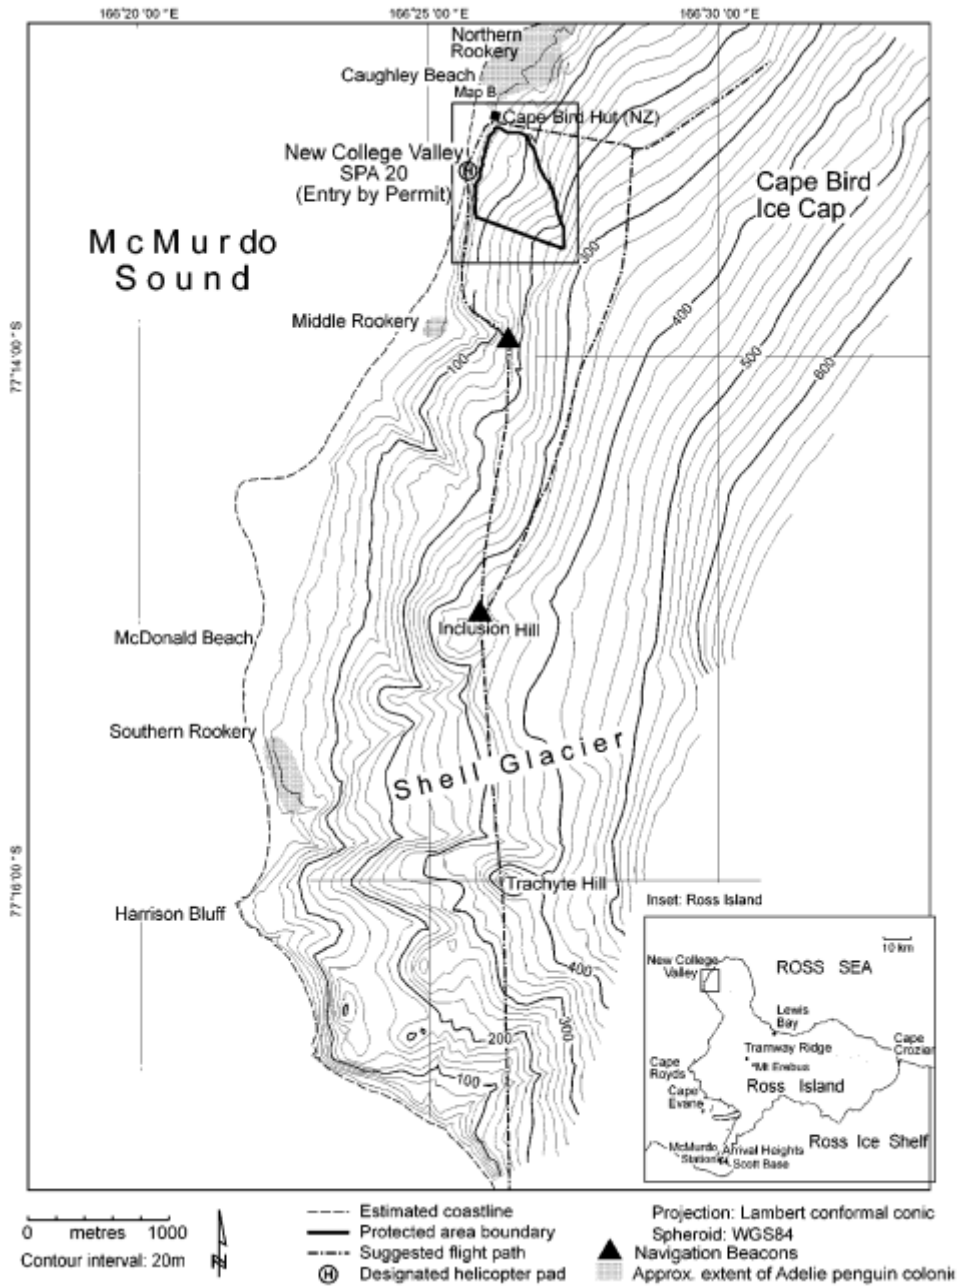 166°20'00"E
166°25'00"E
166°30'00"E
Northern
Rookery
Caughley Beach
Map B
Cape Bird Hut (NZ)
New College Valley
SPA 20
(Entry by Permit)
H
Cape Bird
Ice Cap
McMurdo
Sound
300
Middle Rookery
400
77°14'00"S
100
500
600
Inclusion Hill
McDonald Beach
Southern Rookery
Shell Glacier
77°16'00"S
Trachyte Hill
Harrison Bluff
400
300
200
100
Inset: Ross Island
10 km
New College
Valley
ROSS SEA
Lewis
Bay
Tramway Ridge
Mt Erebus
Cape
Crozier
Cape
Royds
Ross Island
Cape
Evans
Ross Ice Shelf
McMurdo
Station
Arrival Heights
Scott Base
0 metres 1000
Contour interval: 20m
N
Estimated coastline
Protected area boundary
Suggested flight path
H Designated helicopter pad
Projection: Lambert conformal conic
Spheroid: WGS84
Navigation Beacons
Approx. extent of Adelie penguin coloni